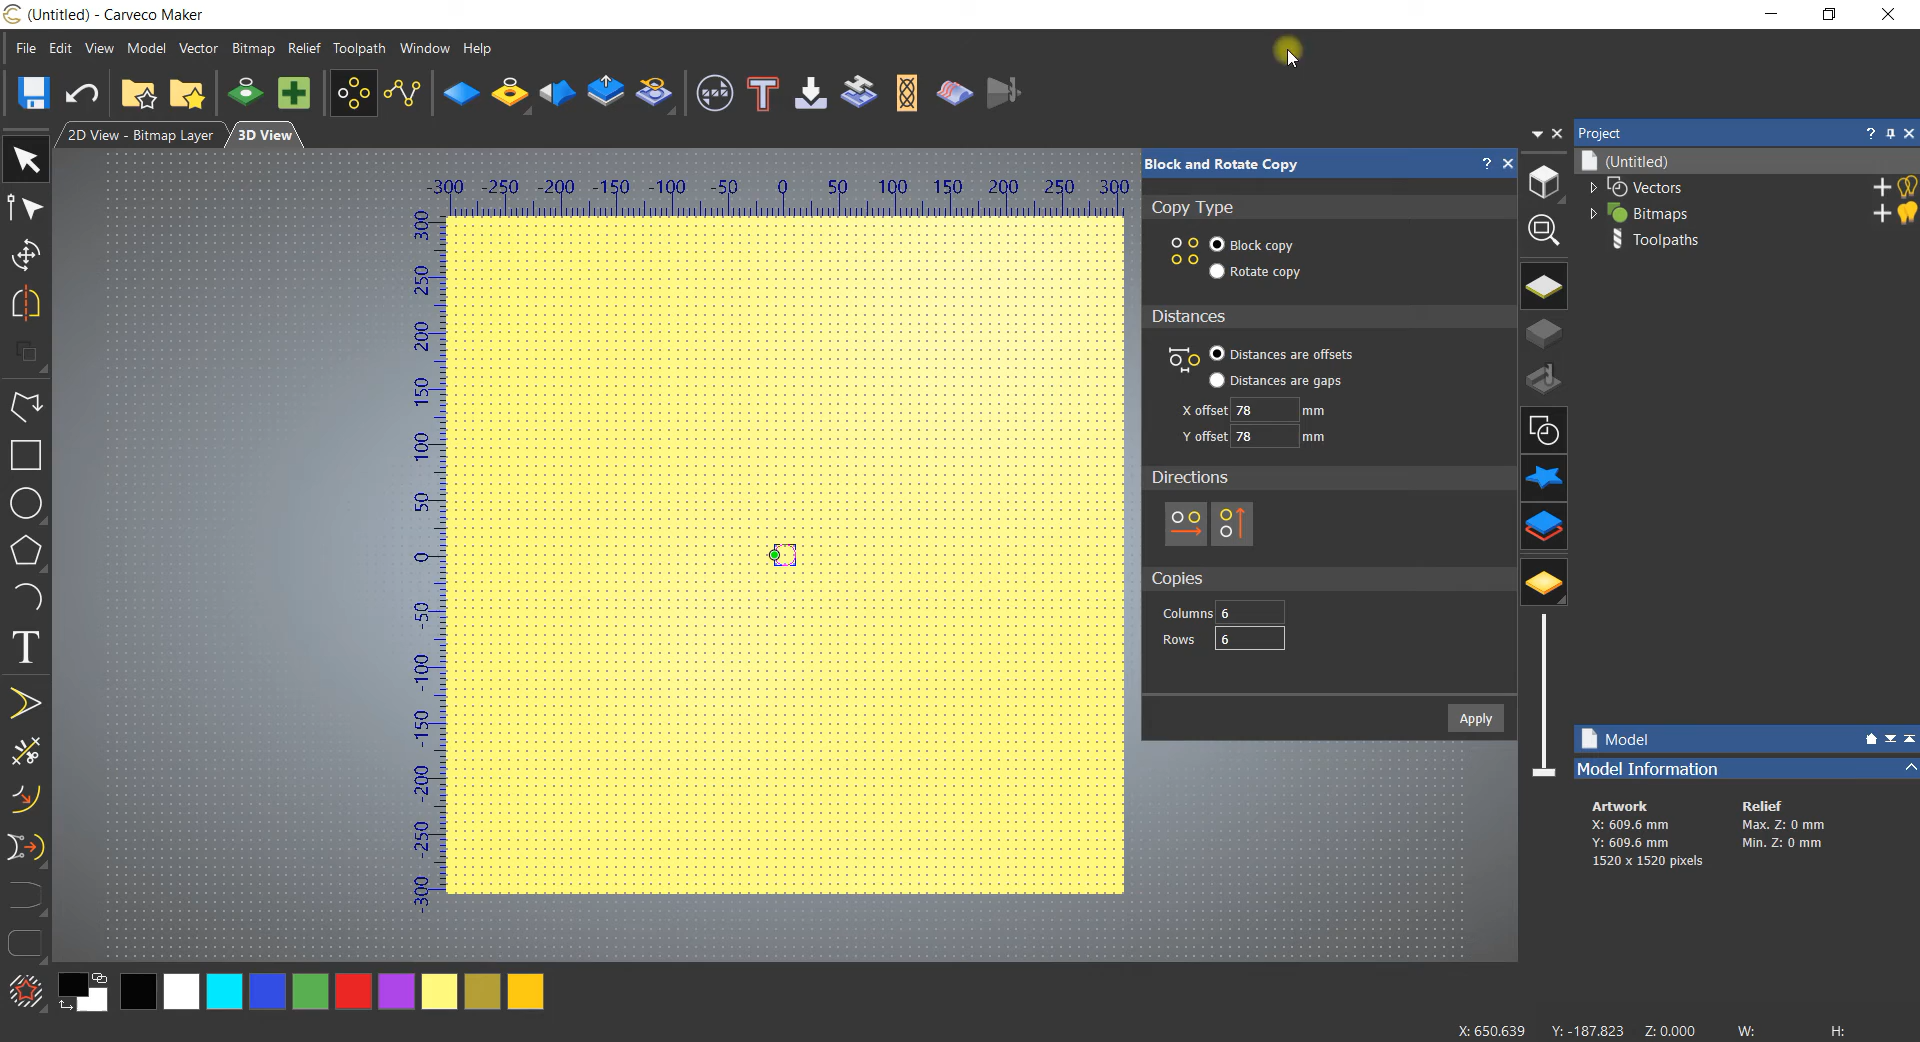 (Untitled) - Carveco Maker
File Edit View Model Vector Bitmap Relief Toolpath Window Help
2D View - Bitmap Layer
3D View
-300 -250 -200 -150 -100 -50 0 50 100 150 200 250 300
300
250
200
150
100
50
0
-50
-100
-150
-200
-250
-300
T
Block and Rotate Copy ?
Copy Type
Block copy
Rotate copy
Distances
Distances are offsets
Distances are gaps
X offset 78 mm
Y offset 78 mm
Directions
Copies
Columns 6
Rows 6
Apply
Project ?
(Untitled)
Vectors
Bitmaps
Toolpaths
Model
Model Information
Artwork Relief
X: 609.6 mm Max. Z: 0 mm
Y: 609.6 mm Min. Z: 0 mm
1520 x 1520 pixels
X: 650.639 Y: -187.823 Z: 0.000 W: H: